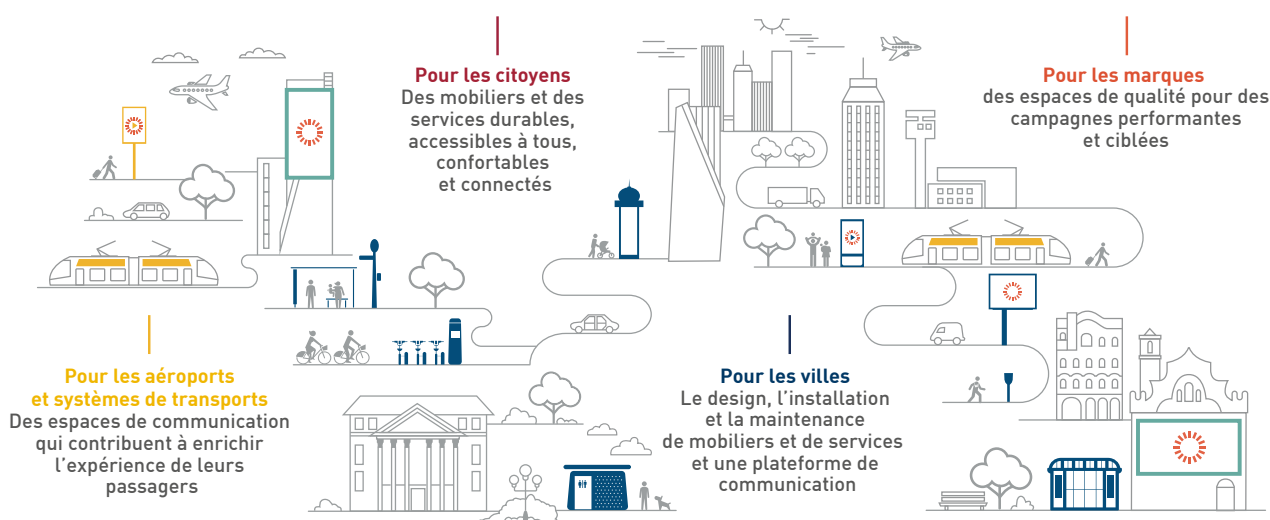 Pour les citoyens
Des mobiliers et des
services durables,
accessibles à tous,
confortables
et connectés
Pour les marques
des espaces de qualité pour des
campagnes performantes
et ciblées
Pour les aéroports
et systèmes de transports
Des espaces de communication
qui contribuent à enrichir
l’expérience de leurs
passagers
Pour les villes
Le design, l’installation
et la maintenance
de mobiliers et de services
et une plateforme de
communication